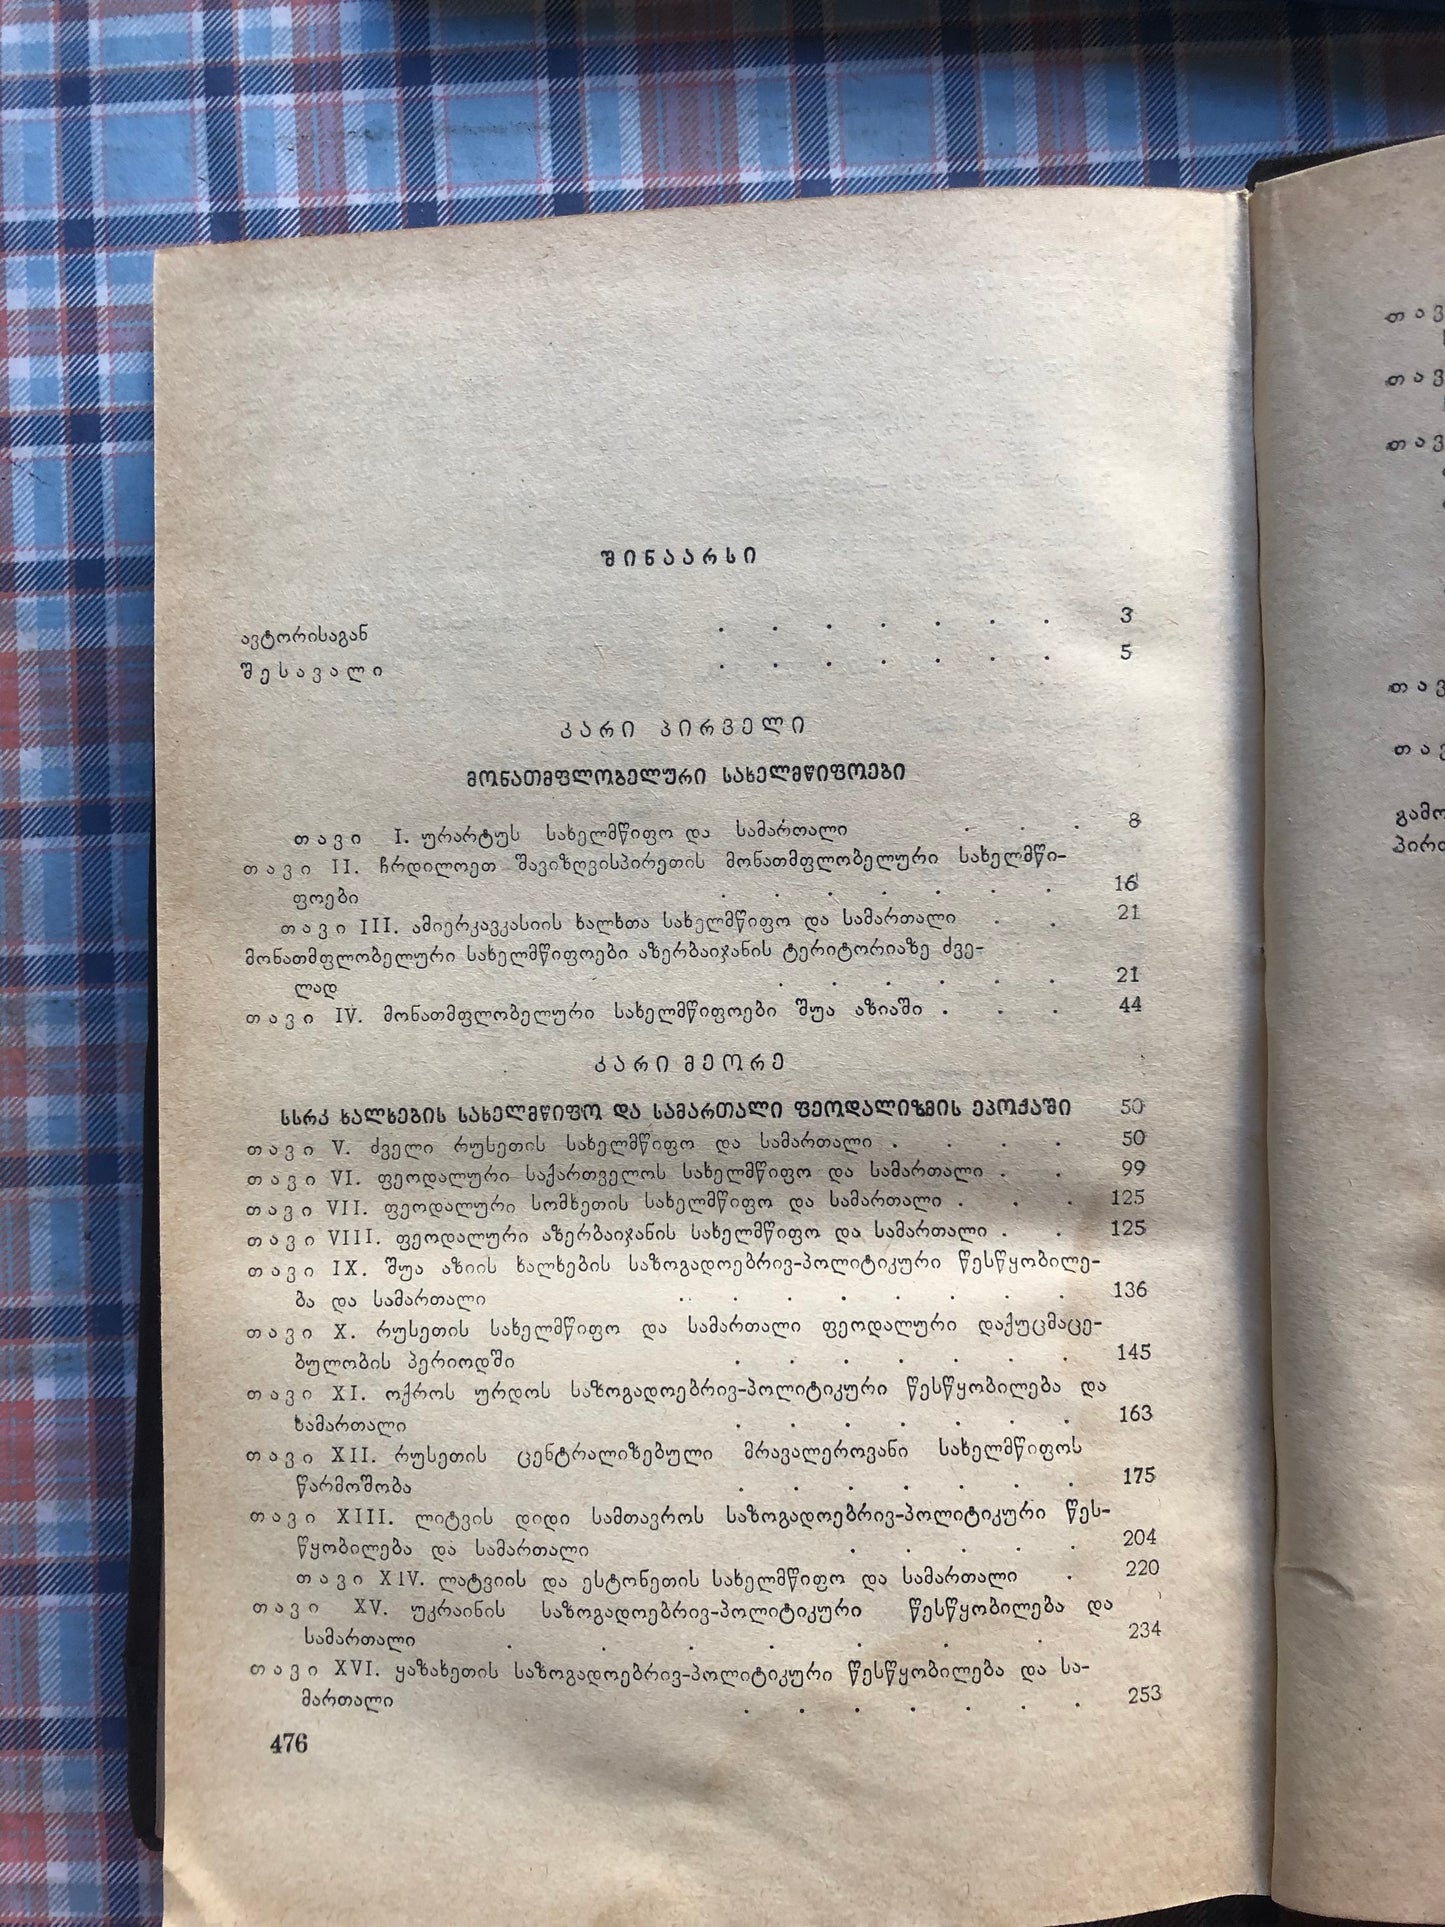 შინაარსი
ავტორისაგან . . . . . . . 3
შესავალი . . . . . . . 5
კარი პირველი
მონათმფლობელური სახელმწიფოები
თავი I. ურარტუს სახელმწიფო და სამართალი . . . 8
თავი II. ჩრდილოეთ შავიზღვისპირეთის მონათმფლობელური სახელმწი-
ფოები . . . . . . . 16
თავი III. ამიერკავკასიის ხალხთა სახელმწიფო და სამართალი . . 21
მონათმფლობელური სახელმწიფოები აზერბაიჯანის ტერიტორიაზე ძვე-
ლად . . . . . . 21
თავი IV. მონათმფლობელური სახელმწიფოები შუა აზიაში . . . 44
კარი მეორე
სსრკ ხალხების სახელმწიფო და სამართალი ფეოდალიზმის ეპოქაში 50
თავი V. ძველი რუსეთის სახელმწიფო და სამართალი . . . . 50
თავი VI. ფეოდალური საქართველოს სახელმწიფო და სამართალი . . 99
თავი VII. ფეოდალური სომხეთის სახელმწიფო და სამართალი . . . 125
თავი VIII. ფეოდალური აზერბაიჯანის სახელმწიფო და სამართალი . . 125
თავი IX. შუა აზიის ხალხების საზოგადოებრივ-პოლიტიკური წესწყობილე-
ბა და სამართალი . . . . . . . . 136
თავი X. რუსეთის სახელმწიფო და სამართალი ფეოდალური დაქუცმაცე-
ბულობის პერიოდში . . . . . . . 145
თავი XI. ოქროს ურდოს საზოგადოებრივ-პოლიტიკური წესწყობილება და
სამართალი . . . . . . . 163
თავი XII. რუსეთის ცენტრალიზებული მრავალეროვანი სახელმწიფოს
წარმოშობა . . . . . . . 175
თავი XIII. ლიტვის დიდი სამთავროს საზოგადოებრივ-პოლიტიკური წეს-
წყობილება და სამართალი . . . . . 204
თავი XIV. ლატვიის და ესტონეთის სახელმწიფო და სამართალი . 220
თავი XV. უკრაინის საზოგადოებრივ-პოლიტიკური წესწყობილება და
სამართალი . . . . . . . 234
თავი XVI. ყაზახეთის საზოგადოებრივ-პოლიტიკური წესწყობილება და სა-
მართალი . . . . . . . 253
476